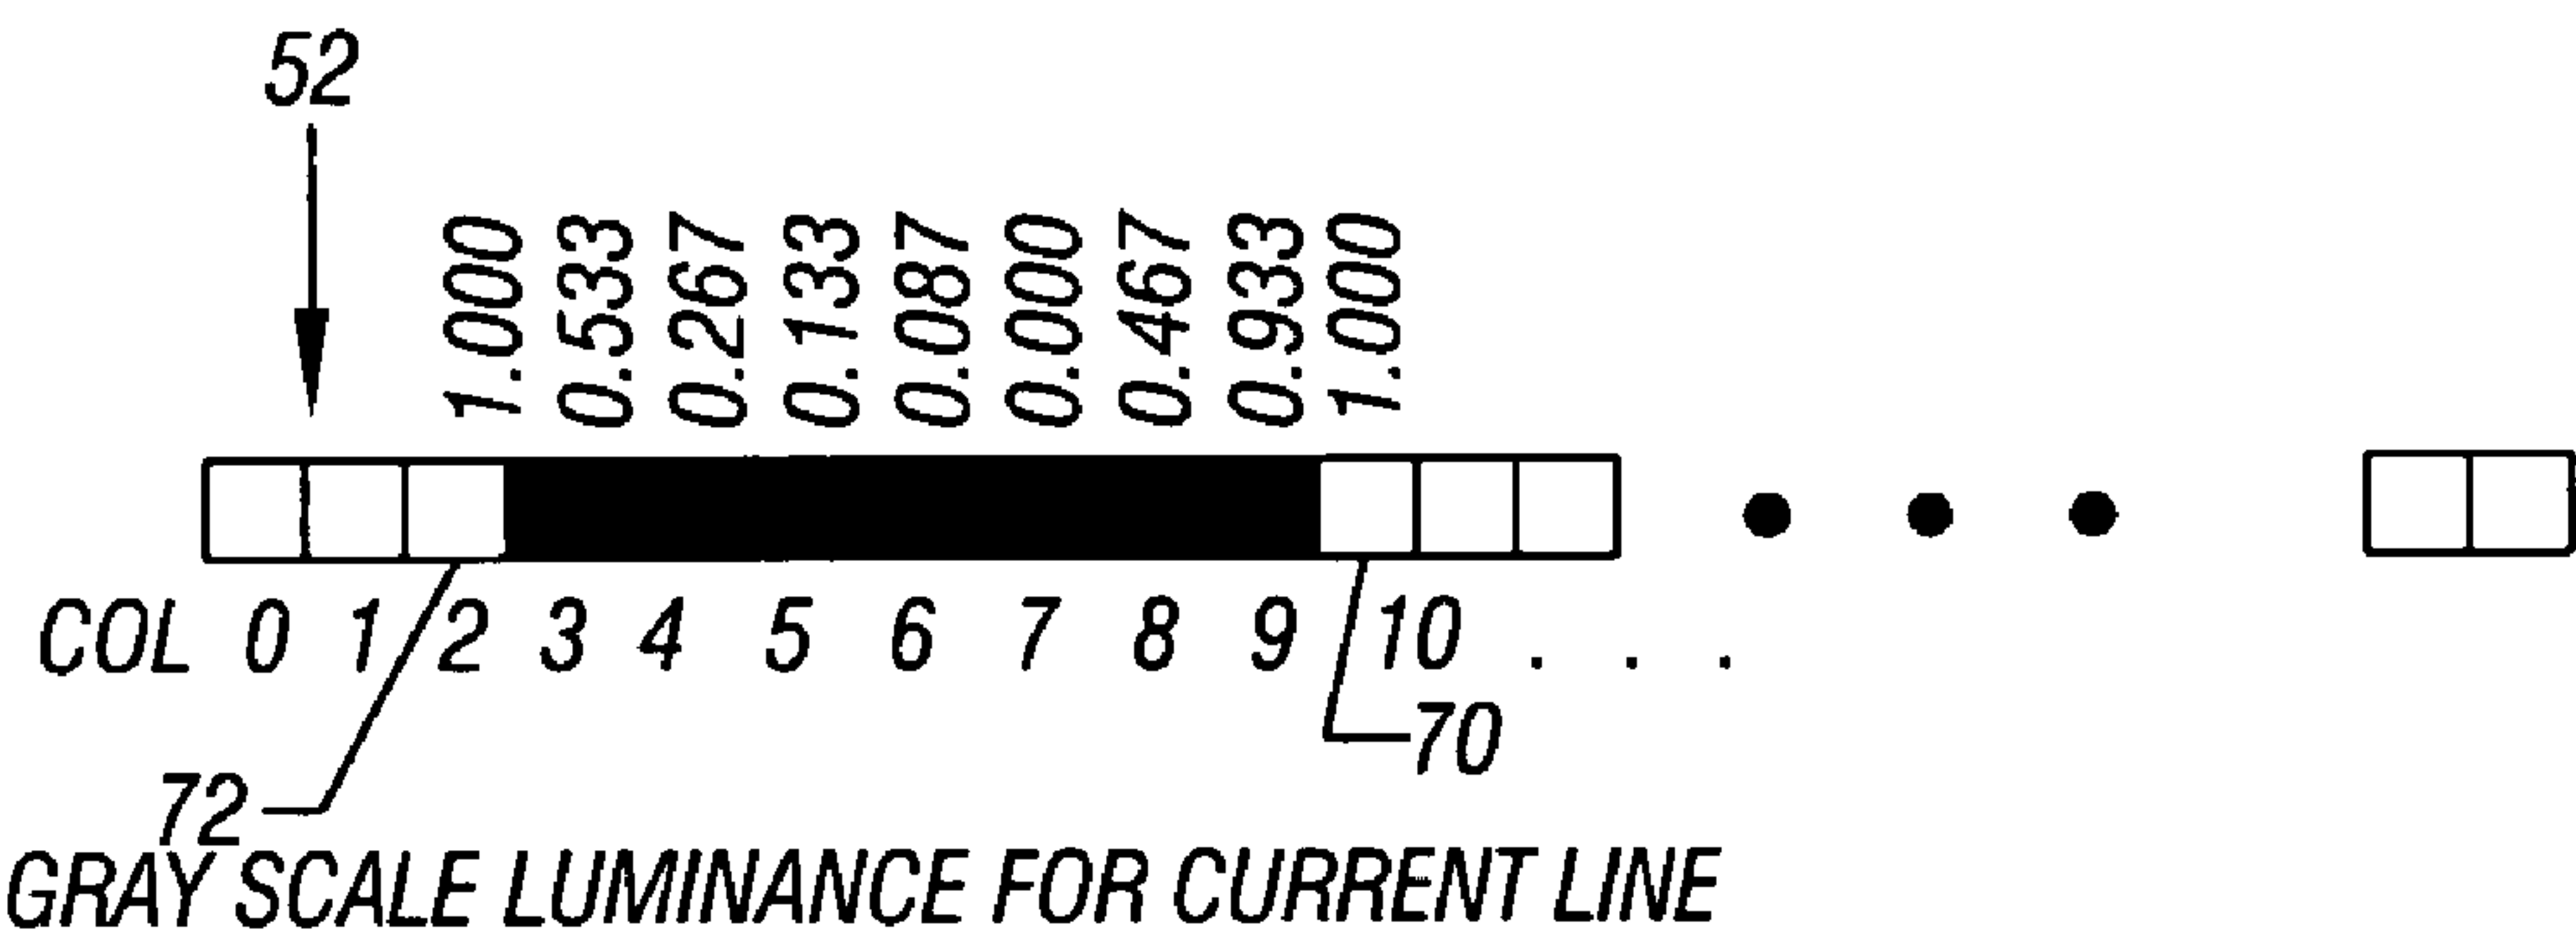 52
1.000 0.533 0.267 0.133 0.087 0.000 0.467 0.933 1.000
COL 0 1 2 3 4 5 6 7 8 9 10 . . .
70
72
GRAY SCALE LUMINANCE FOR CURRENT LINE